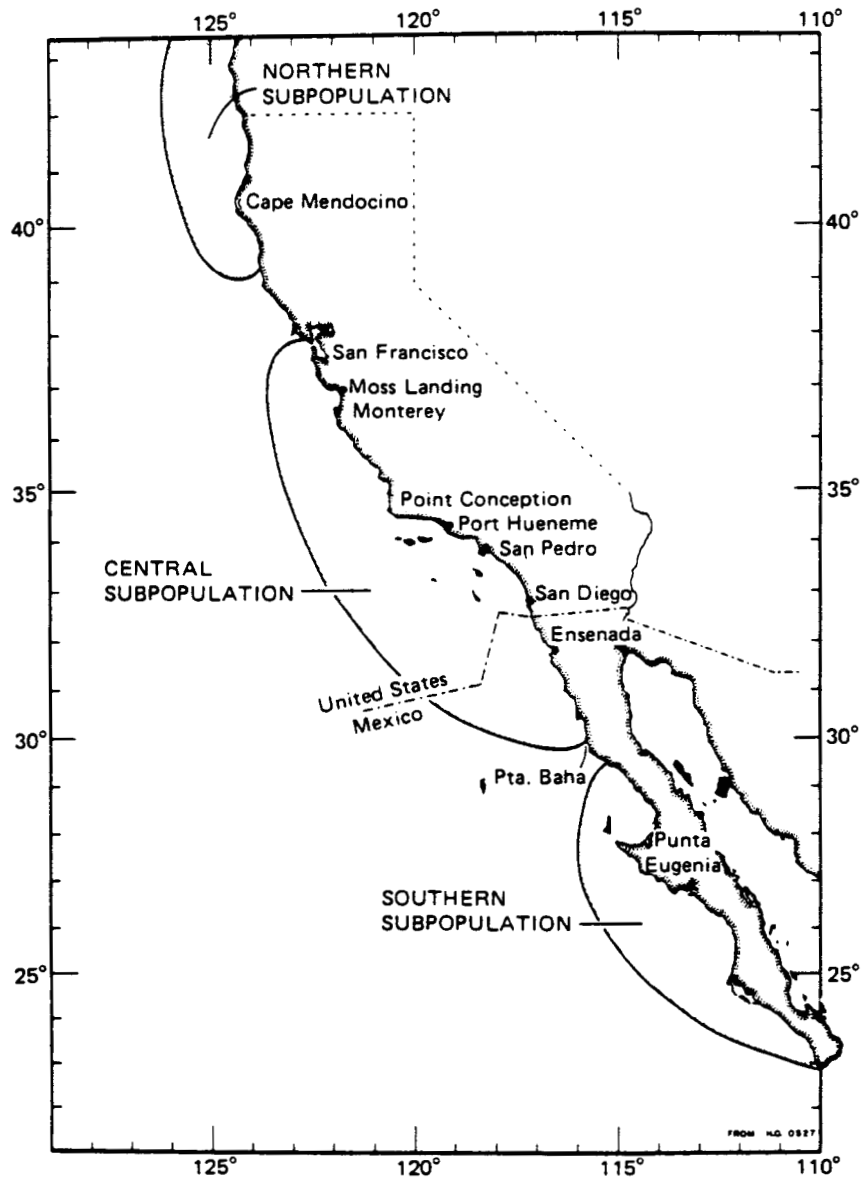 125° 120° 115° 110°
NORTHERN
SUBPOPULATION
Cape Mendocino
40° 40°
San Francisco
Moss Landing
Monterey
35° 35°
Point Conception
Port Hueneme
San Pedro
CENTRAL
SUBPOPULATION
San Diego
Ensenada
United States
Mexico
30° 30°
Pta. Baha
Punta
Eugenia
SOUTHERN
SUBPOPULATION
25° 25°
FROM H.O. 0527
125° 120° 115° 110°